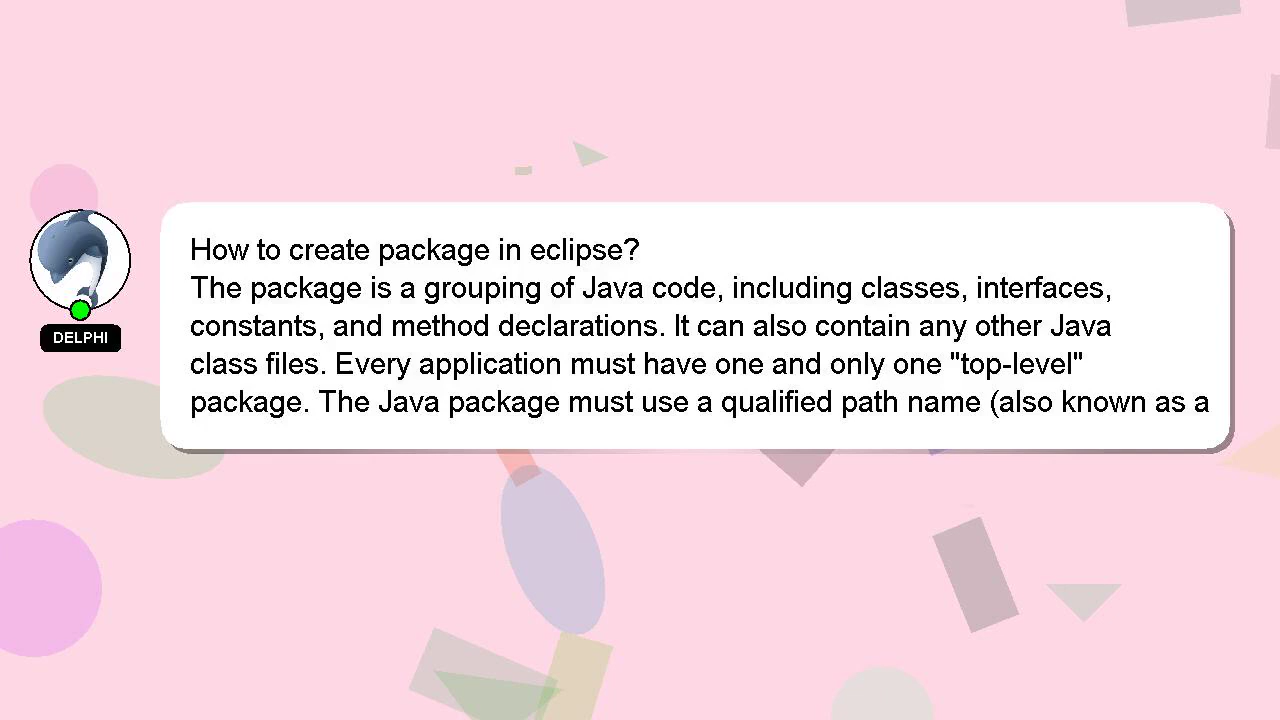 How to create package in eclipse?
The package is a grouping of Java code, including classes, interfaces,
constants, and method declarations. It can also contain any other Java
class files. Every application must have one and only one "top-level"
package. The Java package must use a qualified path name (also known as a
DELPHI